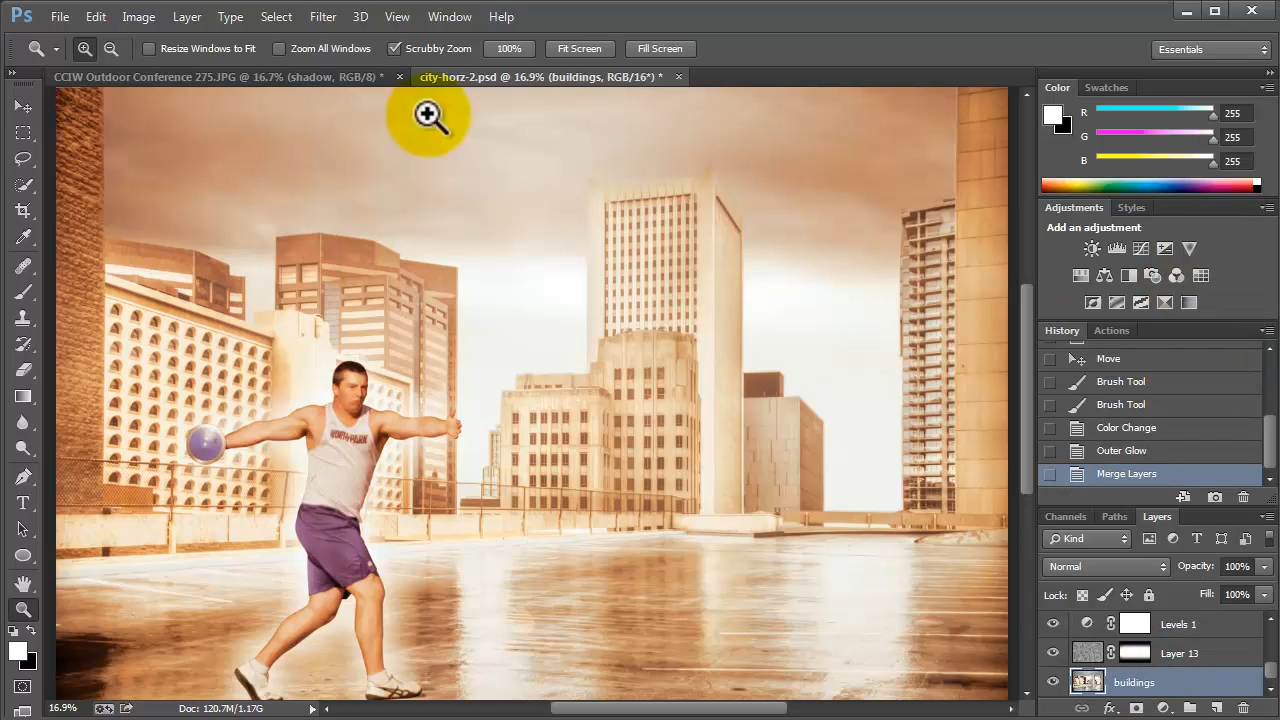 Ps File Edit Image Layer Type Select Filter 3D View Window Help
Resize Windows to Fit Zoom All Windows Scrubby Zoom 100% Fit Screen Fill Screen Essentials
CCIW Outdoor Conference 275.JPG @ 16.7% (shadow, RGB/8) * × city-horz-2.psd @ 16.9% (buildings, RGB/16*) * ×
Color Swatches
R 255
G 255
B 255
Adjustments Styles
Add an adjustment
History Actions
Move
Brush Tool
Brush Tool
Color Change
Outer Glow
Merge Layers
Channels Paths Layers
Kind
Normal Opacity: 100%
Lock: Fill: 100%
Levels 1
Layer 13
buildings
NORTH PARK
16.9% Doc: 120.7M/1.17G